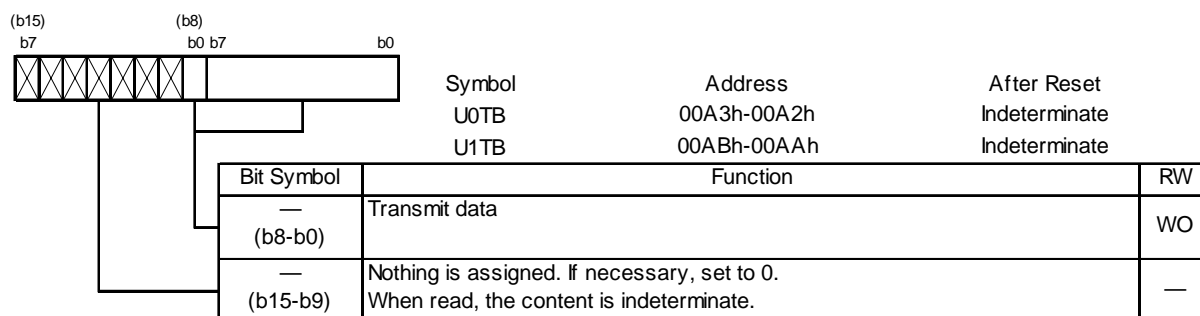 (b15) (b8)
b7 b0 b7 b0
Symbol Address After Reset
U0TB 00A3h-00A2h Indeterminate
U1TB 00ABh-00AAh Indeterminate
Bit Symbol Function RW
—
(b8-b0) Transmit data WO
— Nothing is assigned. If necessary, set to 0.
(b15-b9) When read, the content is indeterminate. —